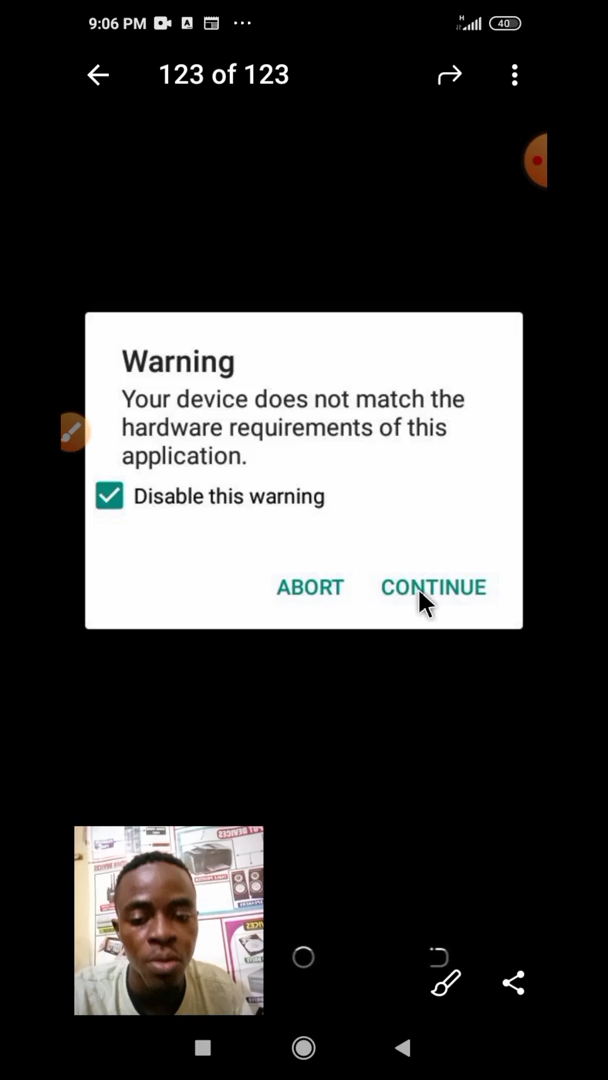 9:06 PM
40
123 of 123
Warning
Your device does not match the
hardware requirements of this
application.
Disable this warning
ABORT
CONTINUE